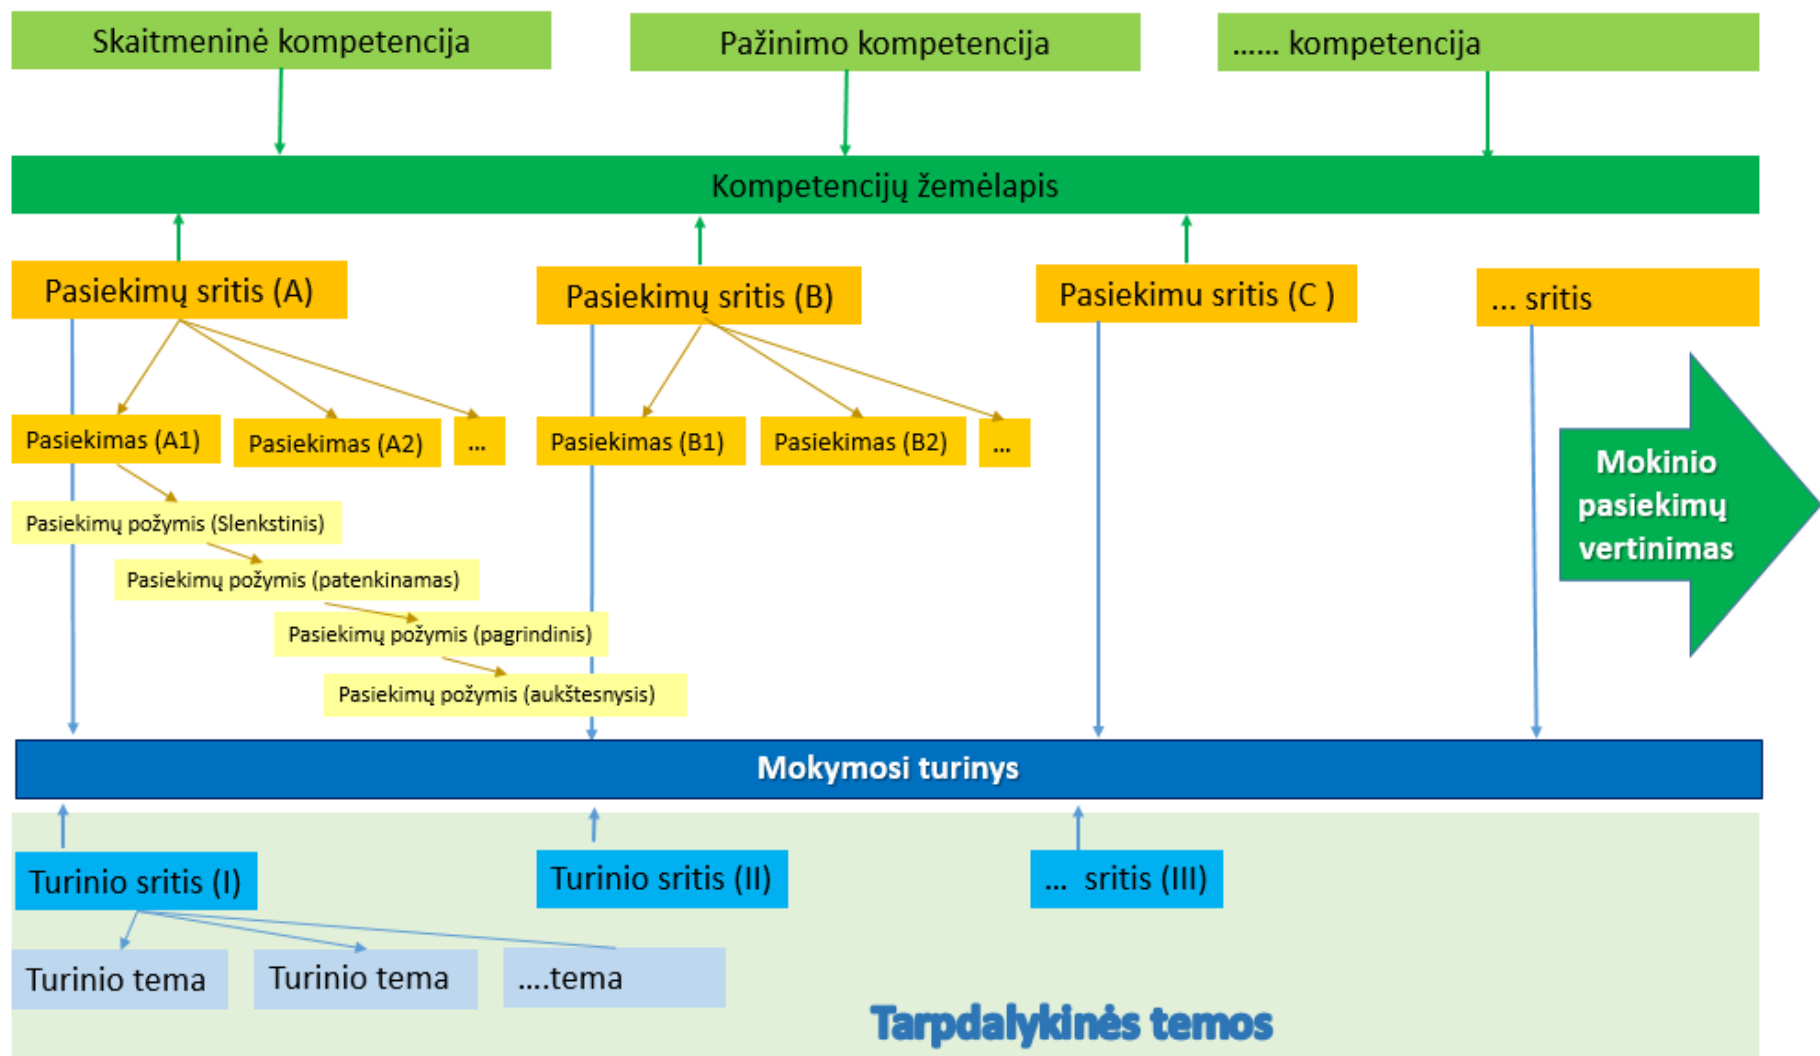 Skaitmeninė kompetencija
Pažinimo kompetencija
...... kompetencija
Kompetencijų žemėlapis
Pasiekimų sritis (A)
Pasiekimų sritis (B)
Pasiekimu sritis (C )
... sritis
Pasiekimas (A1)
Pasiekimas (A2)
...
Pasiekimas (B1)
Pasiekimas (B2)
...
Mokinio
pasiekimų
vertinimas
Pasiekimų požymis (Slenkstinis)
Pasiekimų požymis (patenkinamas)
Pasiekimų požymis (pagrindinis)
Pasiekimų požymis (aukštesnysis)
Mokymosi turinys
Turinio sritis (I)
Turinio sritis (II)
... sritis (III)
Turinio tema
Turinio tema
....tema
Tarpdalykinės temos